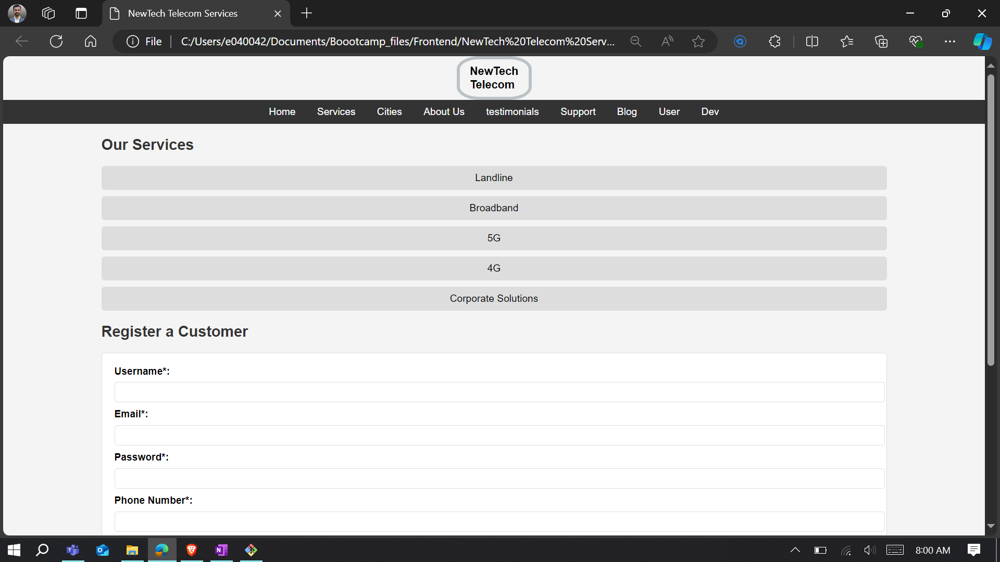 NewTech Telecom Services
File
C:/Users/e040042/Documents/Boootcamp_files/Frontend/NewTech%20Telecom%20Serv...
NewTech
Telecom
Home Services Cities About Us testimonials Support Blog User Dev
Our Services
Landline
Broadband
5G
4G
Corporate Solutions
Register a Customer
Username*:
Email*:
Password*:
Phone Number*:
8:00 AM